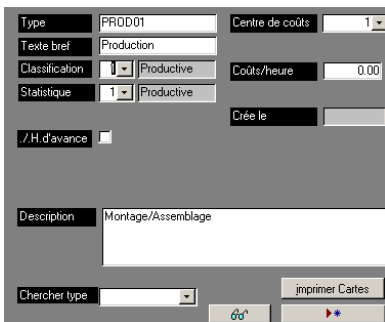 Type PROD01 Centre de coûts 1
Texte bref Production
Classification 1 Productive Coûts/heure 0.00
Statistique 1 Productive
Crée le
./.H.d'avance
Description Montage/Assemblage
imprimer Cartes
Chercher type